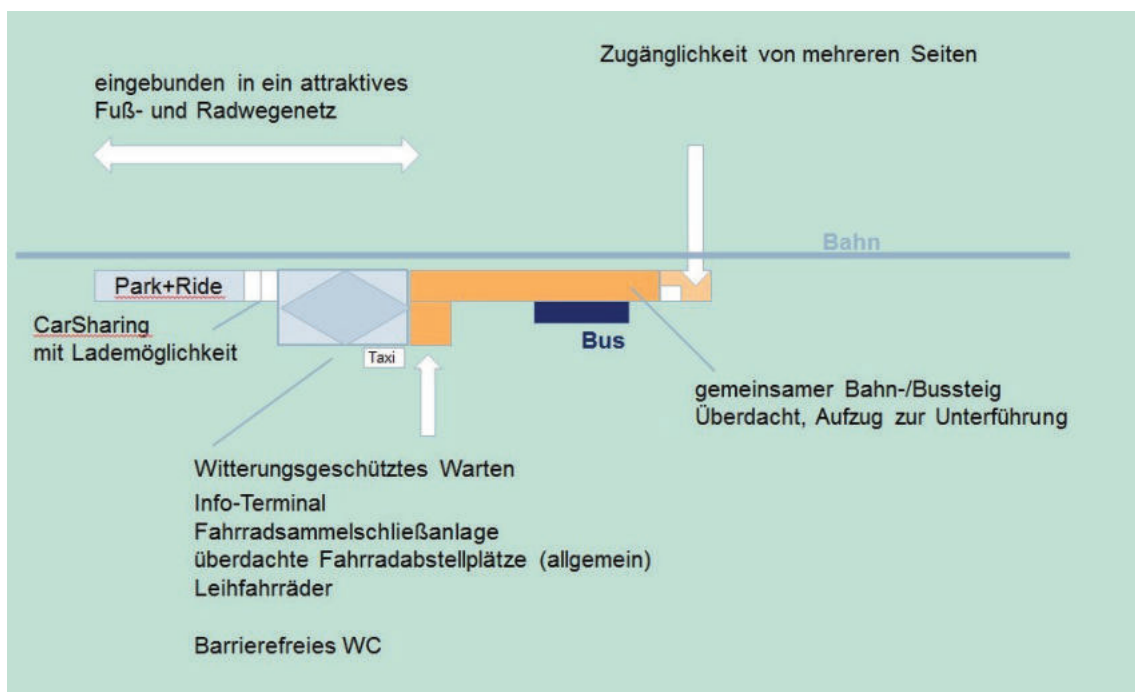 Zugänglichkeit von mehreren Seiten
eingebunden in ein attraktives
Fuß- und Radwegenetz
Bahn
Park+Ride
CarSharing
mit Lademöglichkeit
Taxi
Bus
gemeinsamer Bahn-/Bussteig
Überdacht, Aufzug zur Unterführung
Witterungsgeschütztes Warten
Info-Terminal
Fahrradsammelschließanlage
überdachte Fahrradabstellplätze (allgemein)
Leihfahrräder
Barrierefreies WC